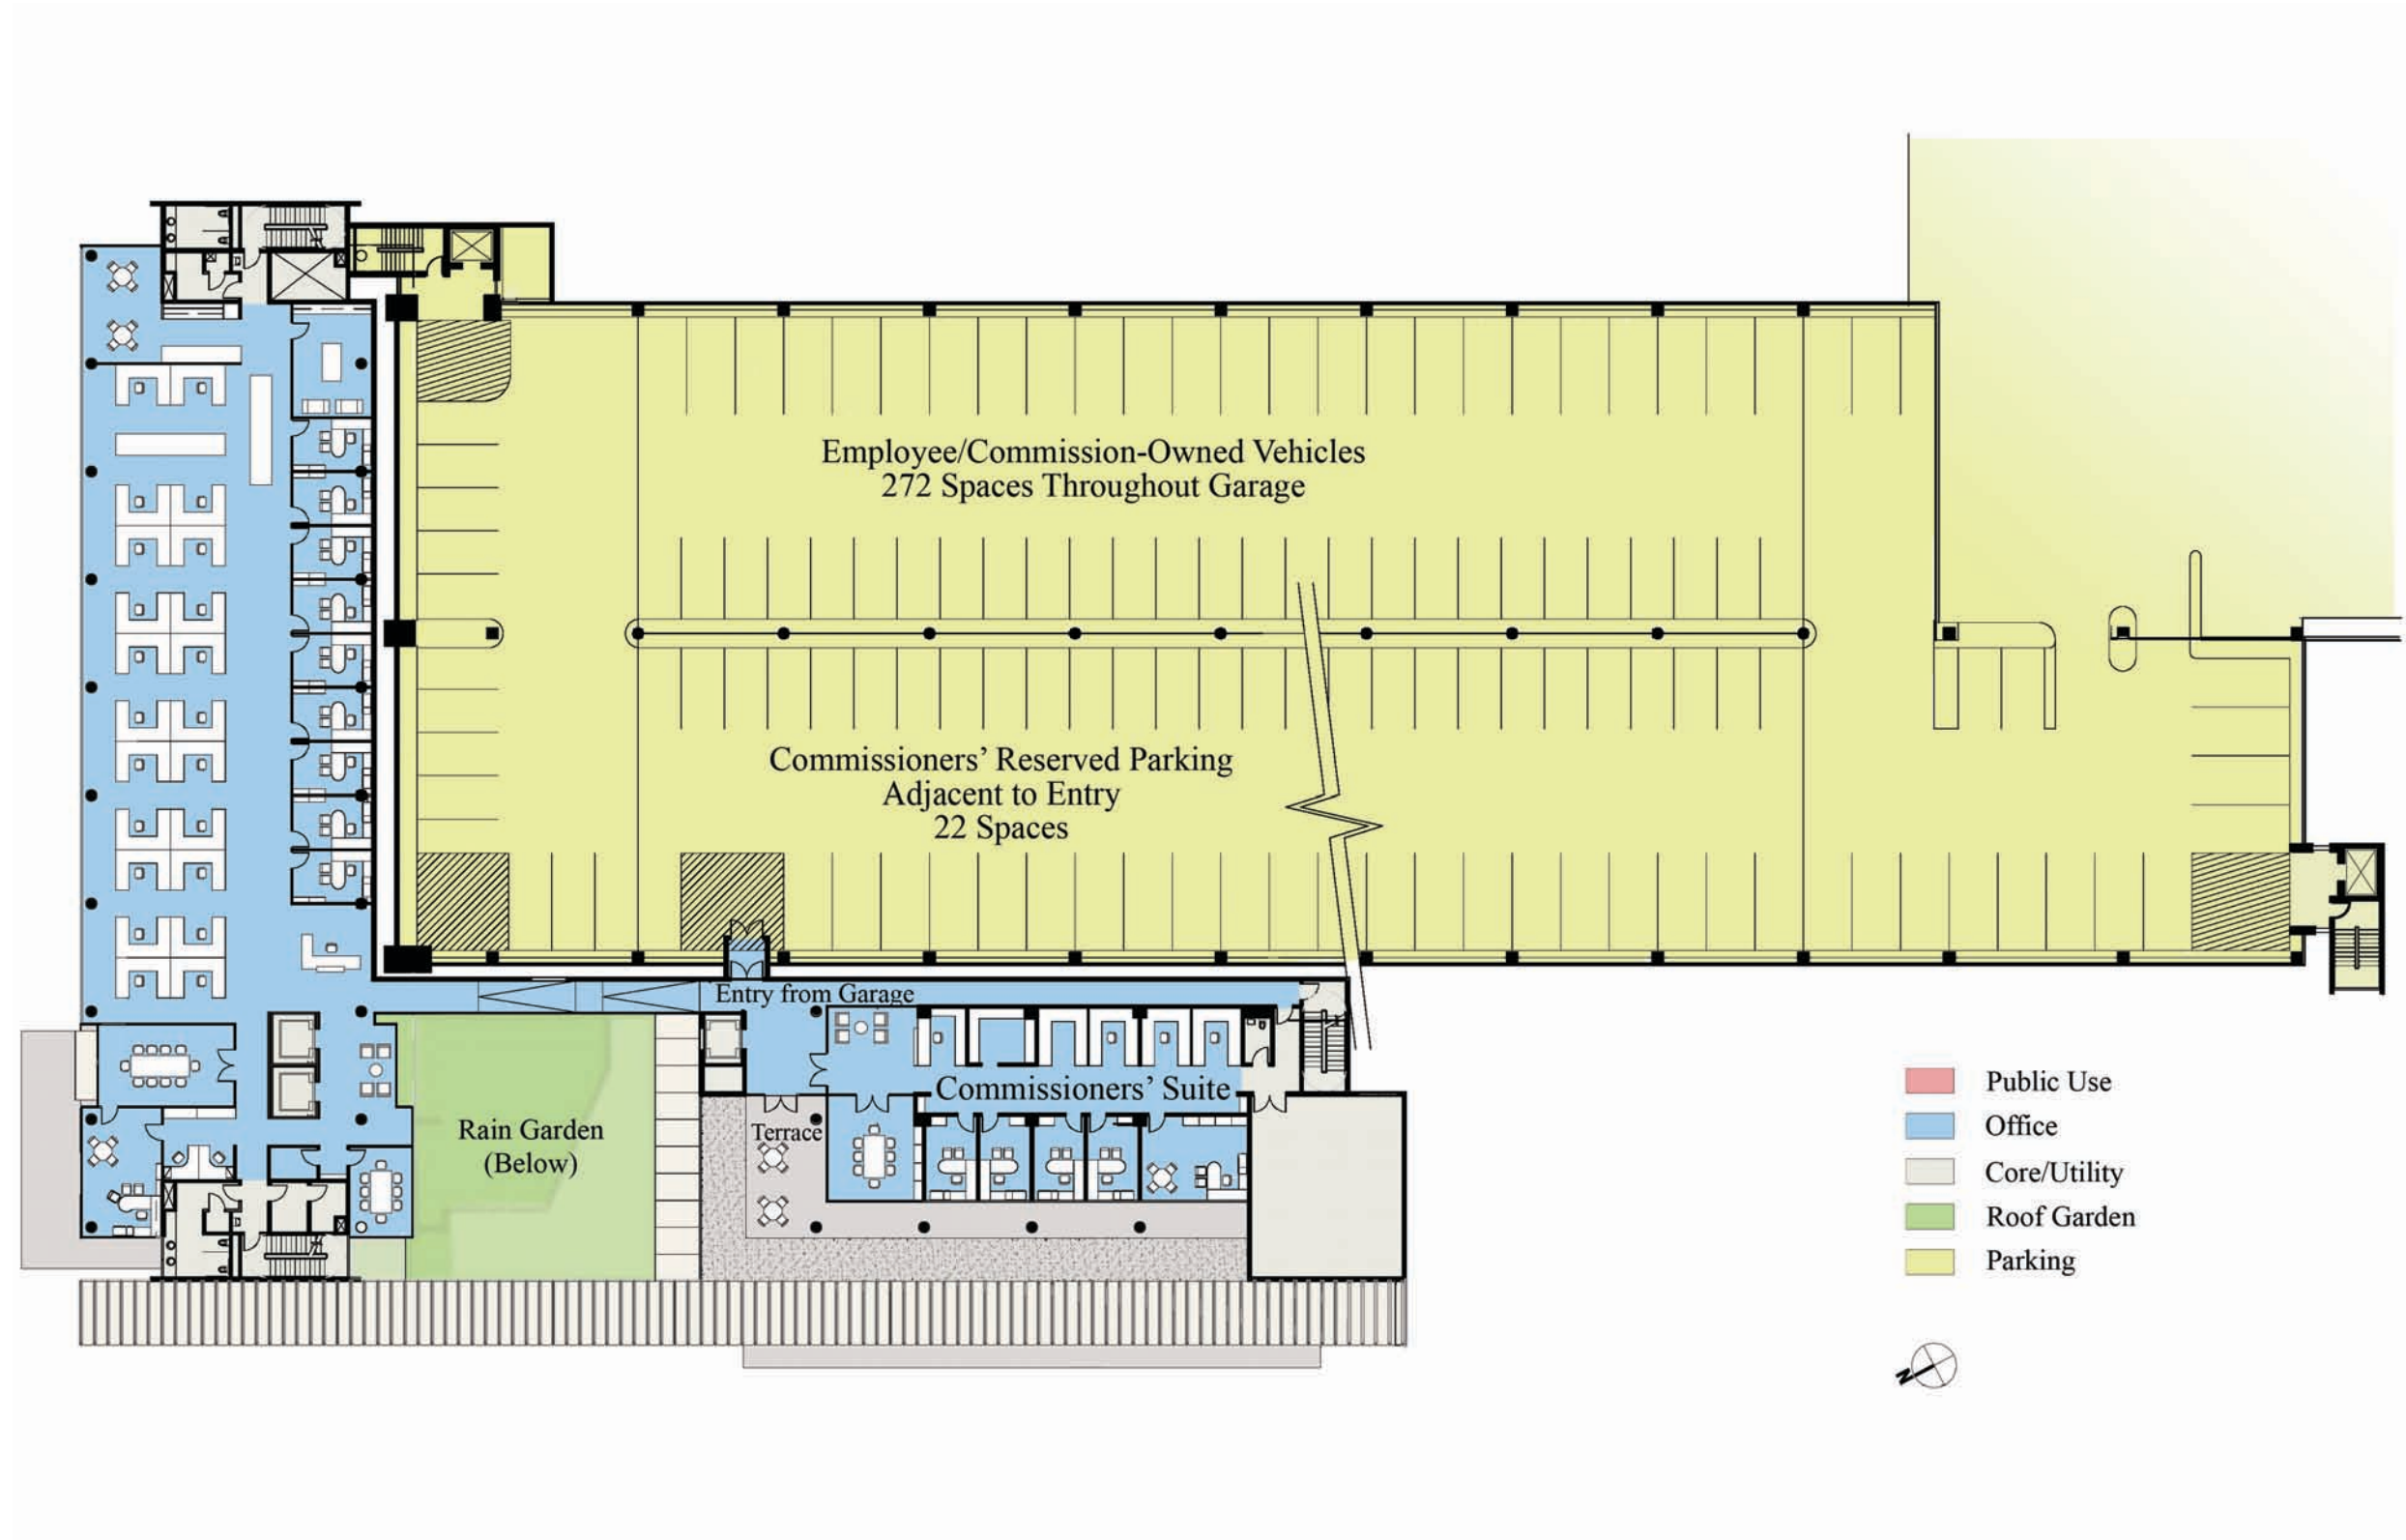 Employee/Commission-Owned Vehicles
272 Spaces Throughout Garage
Commissioners’ Reserved Parking
Adjacent to Entry
22 Spaces
Entry from Garage
Commissioners’ Suite
Terrace
Rain Garden
(Below)
Public Use
Office
Core/Utility
Roof Garden
Parking
N